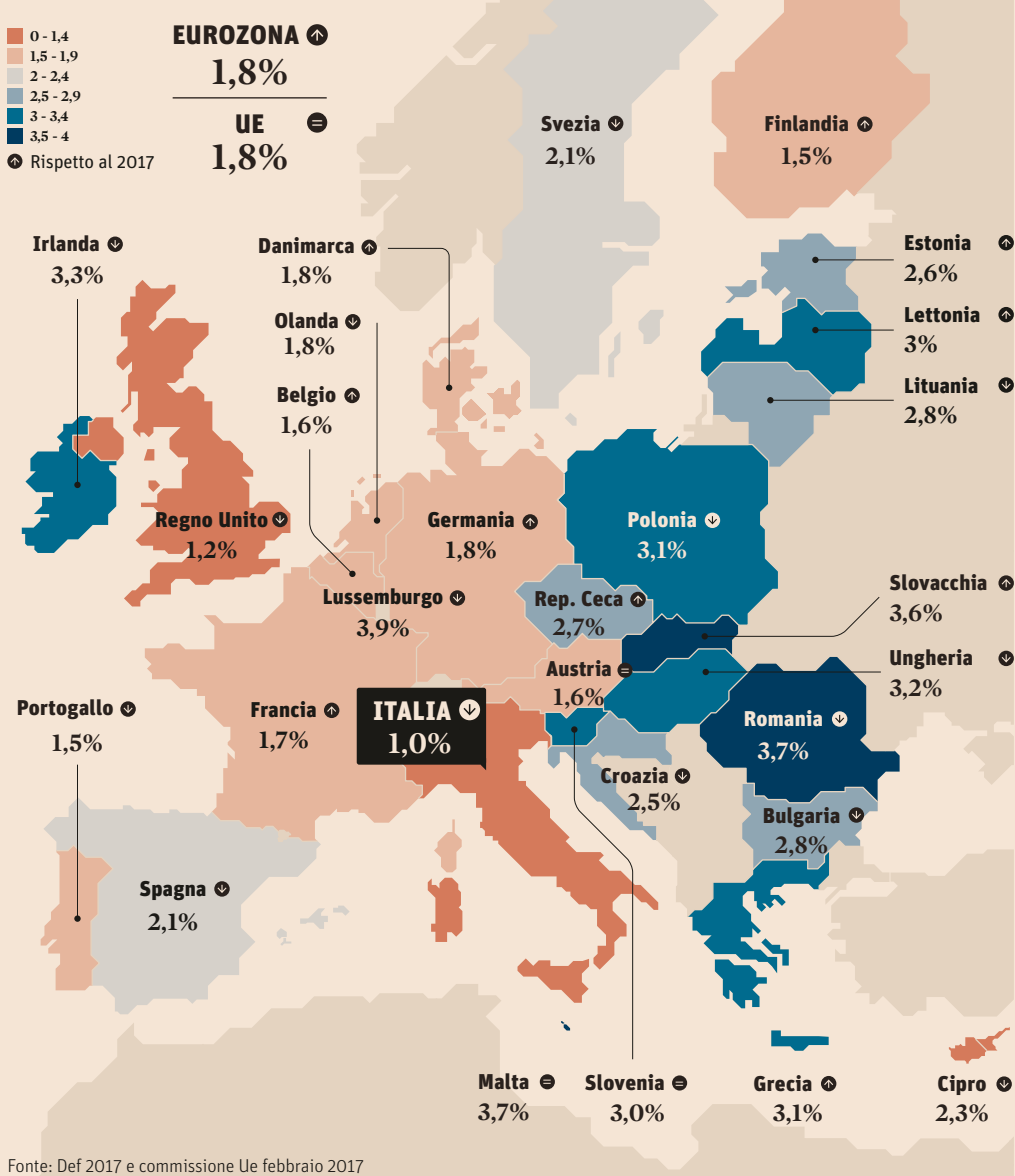 0 - 1,4
1,5 - 1,9
2 - 2,4
2,5 - 2,9
3 - 3,4
3,5 - 4
Rispetto al 2017
EUROZONA
1,8%
UE
1,8%
Svezia
2,1%
Finlandia
1,5%
Irlanda
3,3%
Danimarca
1,8%
Olanda
1,8%
Belgio
1,6%
Estonia
2,6%
Lettonia
3%
Lituania
2,8%
Regno Unito
1,2%
Germania
1,8%
Polonia
3,1%
Lussemburgo
3,9%
Rep. Ceca
2,7%
Slovacchia
3,6%
Austria
1,6%
Ungheria
3,2%
Portogallo
1,5%
Francia
1,7%
ITALIA
1,0%
Romania
3,7%
Croazia
2,5%
Bulgaria
2,8%
Spagna
2,1%
Malta
3,7%
Slovenia
3,0%
Grecia
3,1%
Cipro
2,3%
Fonte: Def 2017 e commissione Ue febbraio 2017